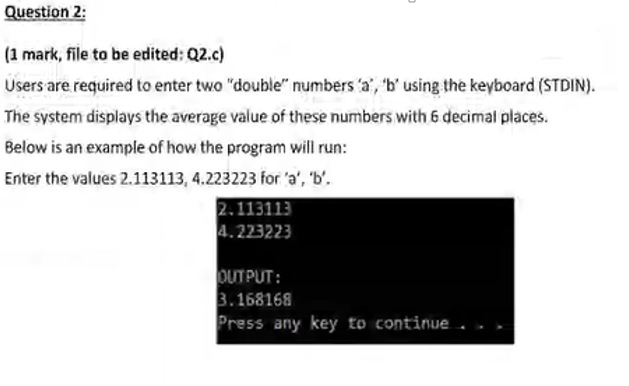 Question 2:
(1 mark, file to be edited: Q2.c)
Users are required to enter two "double" numbers 'a', 'b' using the keyboard (STDIN).
The system displays the average value of these numbers with 6 decimal places.
Below is an example of how the program will run:
Enter the values 2.113113, 4.223223 for 'a', 'b'.
2.113113
4.223223
OUTPUT:
3.168168
Press any key to continue . . .